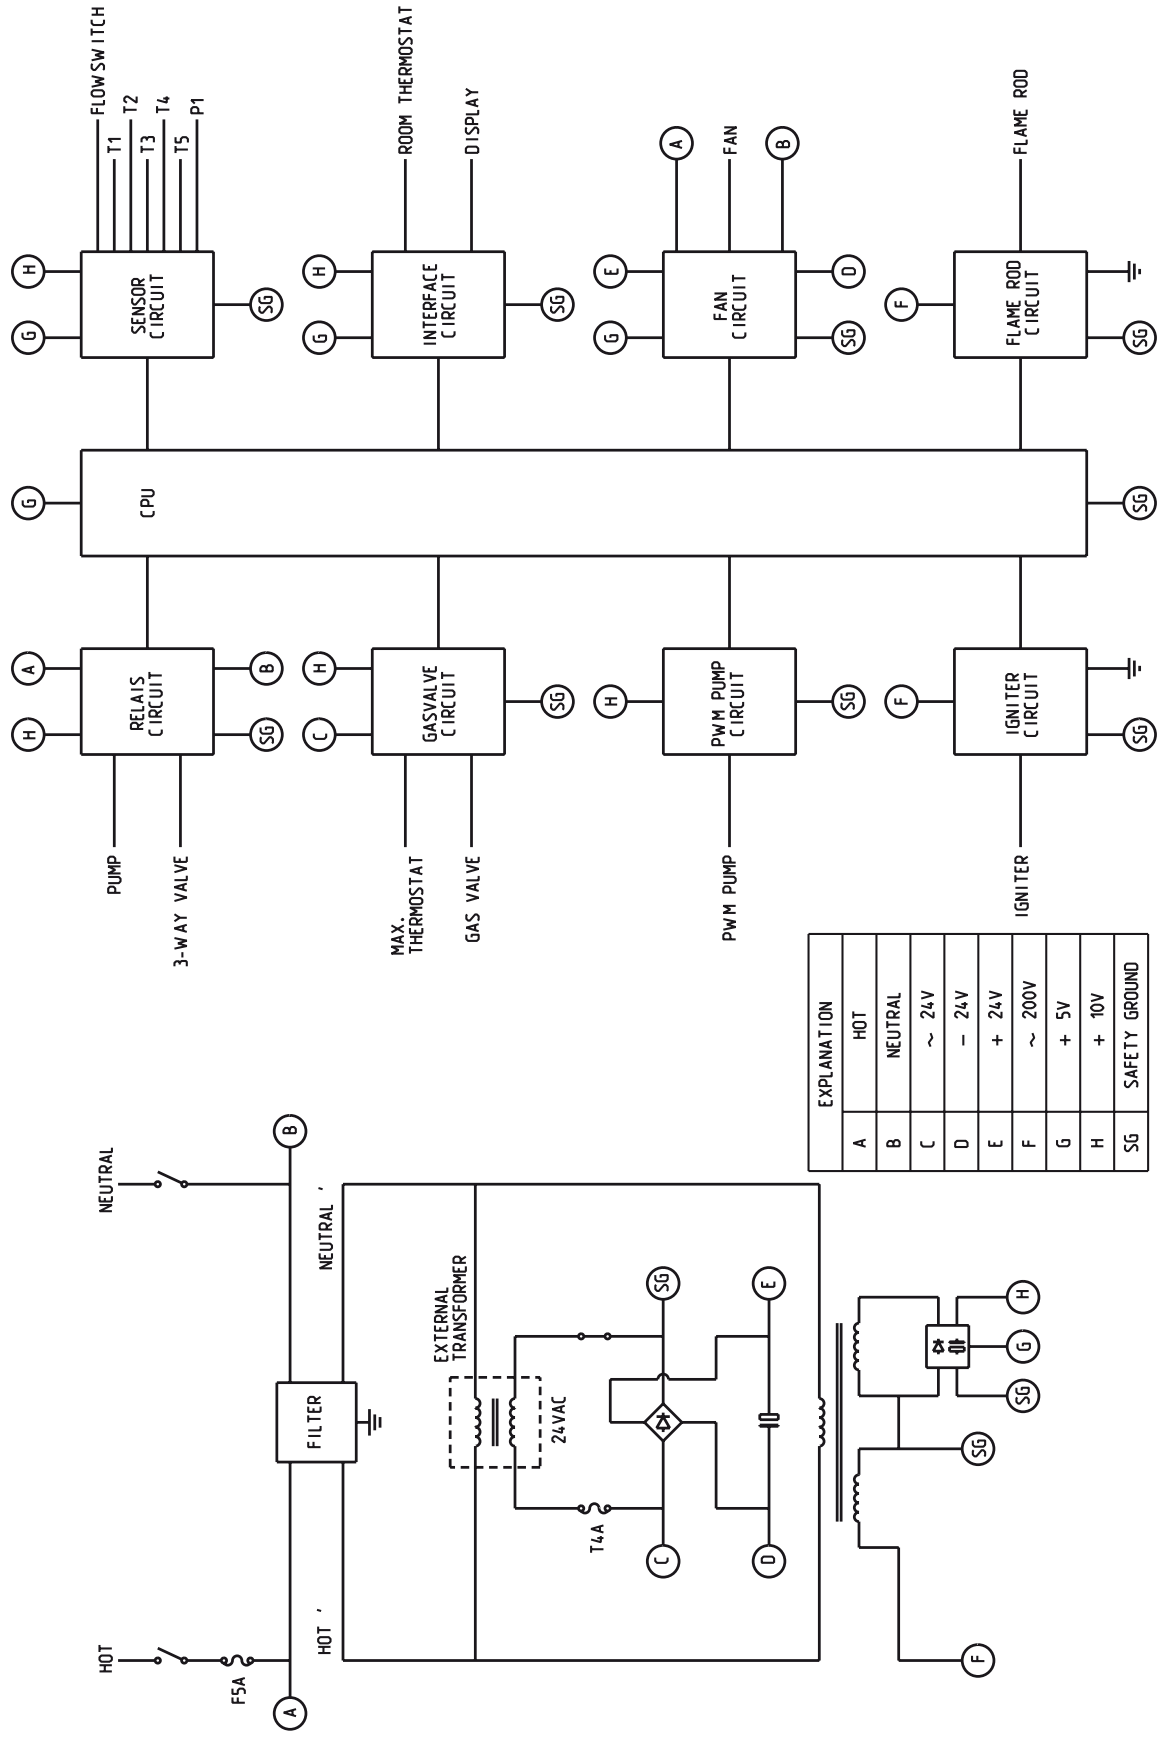 HOT
F5A
A
NEUTRAL
B
FILTER
HOT '
NEUTRAL '
EXTERNAL
TRANSFORMER
24VAC
T4A
C
SG
D
E
F
SG
SG
G
H
EXPLANATION
A HOT
B NEUTRAL
C ~ 24V
D - 24V
E + 24V
F ~ 200V
G + 5V
H + 10V
SG SAFETY GROUND
H
A
PUMP
3-WAY VALVE
RELAIS
CIRCUIT
SG
B
C
H
MAX.
THERMOSTAT
GAS VALVE
GASVALVE
CIRCUIT
SG
H
PWM PUMP
PWM PUMP
CIRCUIT
SG
F
IGNITER
IGNITER
CIRCUIT
SG
G
CPU
SG
G
H
SENSOR
CIRCUIT
FLOWSWITCH
T1
T2
T3
T4
T5
P1
SG
G
H
INTERFACE
CIRCUIT
ROOM THERMOSTAT
DISPLAY
SG
G
E
FAN
CIRCUIT
A
FAN
B
SG
D
F
FLAME ROD
CIRCUIT
FLAME ROD
SG